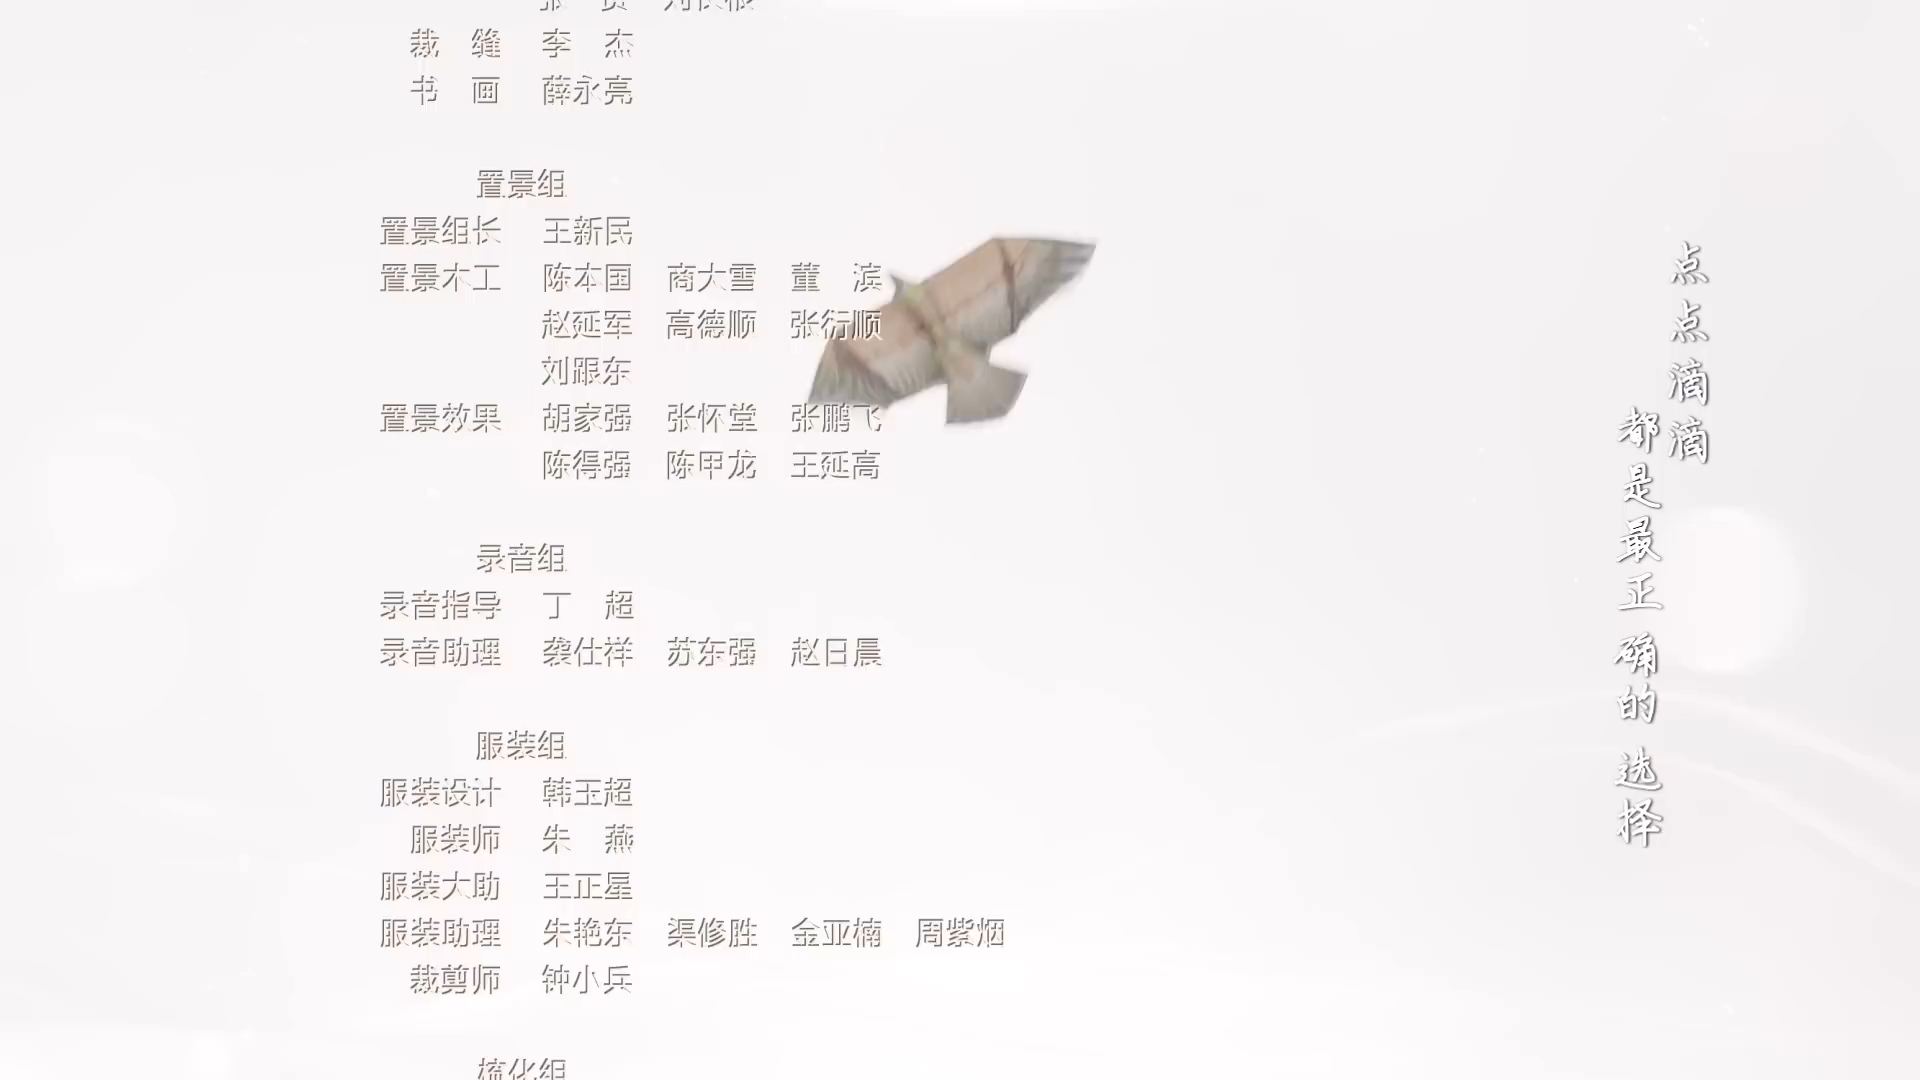 裁　缝　李　杰
书　画　薛永亮
置景组
置景组长　王新民
置景木工　陈本国　商大雪　董　滨
赵延军　高德顺　张衍顺
刘跟东
置景效果　胡家强　张怀堂　张鹏飞
陈得强　陈甲龙　王延高
录音组
录音指导　丁　超
录音助理　袭仕祥　苏东强　赵日晨
服装组
服装设计　韩玉超
服装师　朱　燕
服装大助　王正星
服装助理　朱艳东　渠修胜　金亚楠　周紫烟
裁剪师　钟小兵
梳化组
点点滴滴
都是最正确的选择